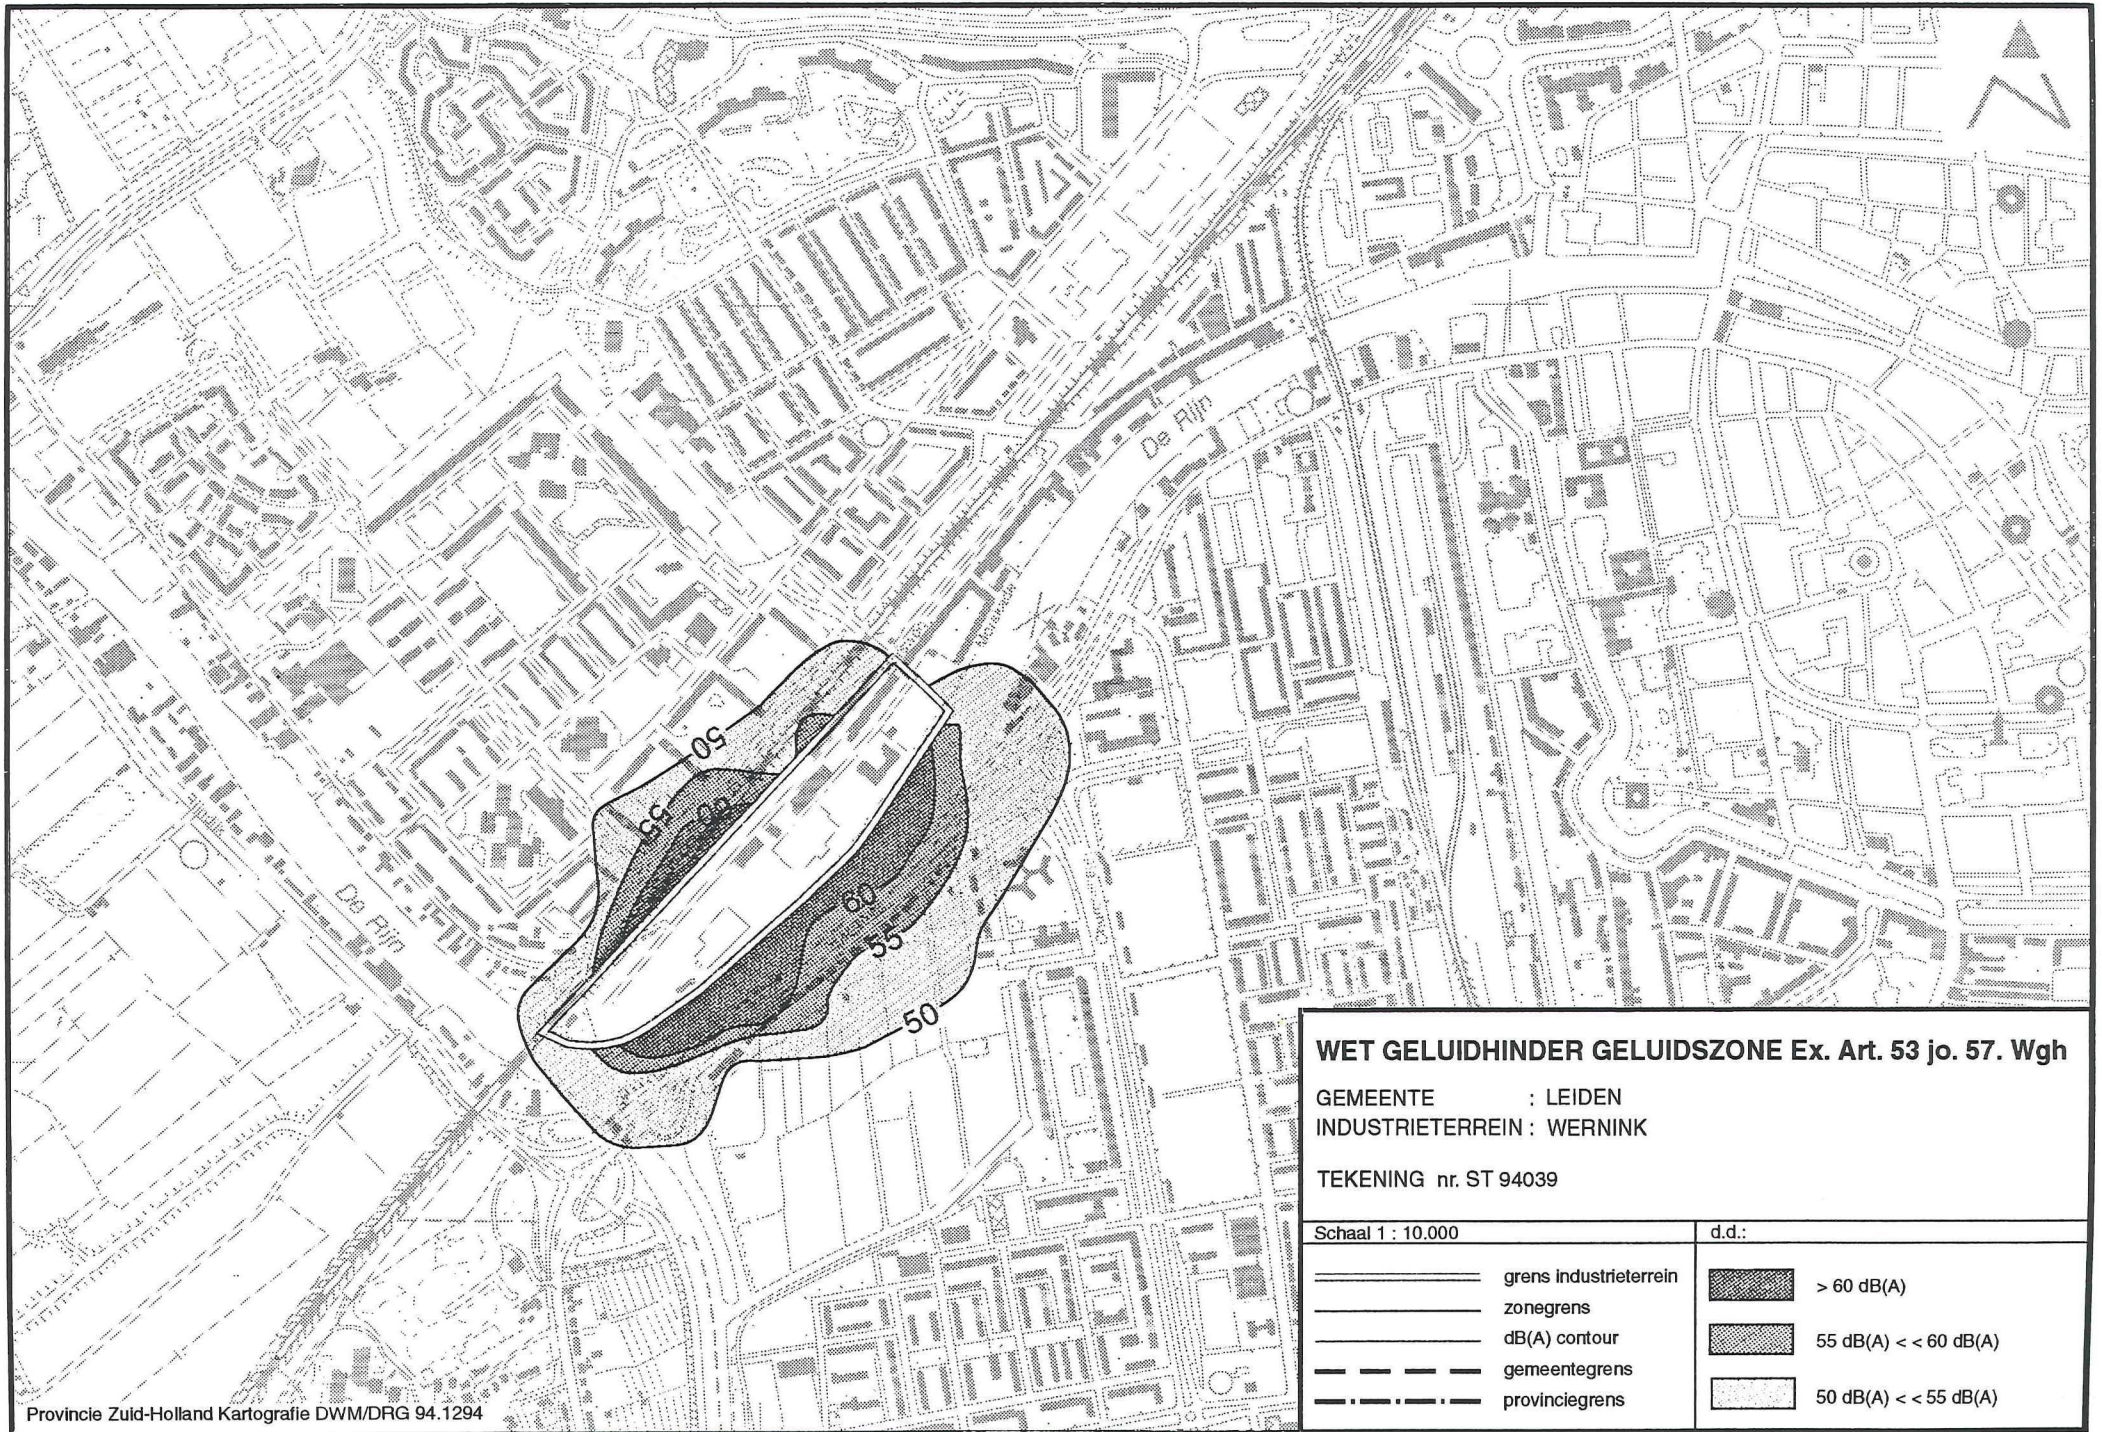 De Rijn
50
55
60
De Rijn
60
55
50
WET GELUIDHINDER GELUIDSZONE Ex. Art. 53 jo. 57. Wgh
GEMEENTE : LEIDEN
INDUSTRIETERREIN : WERNINK
TEKENING nr. ST 94039
Schaal 1 : 10.000
d.d.:
grens industrieterrein
zonegrens
dB(A) contour
gemeentegrens
provinciegrens
> 60 dB(A)
55 dB(A) < < 60 dB(A)
50 dB(A) < < 55 dB(A)
Provincie Zuid-Holland Kartografie DWM/DRG 94.1294